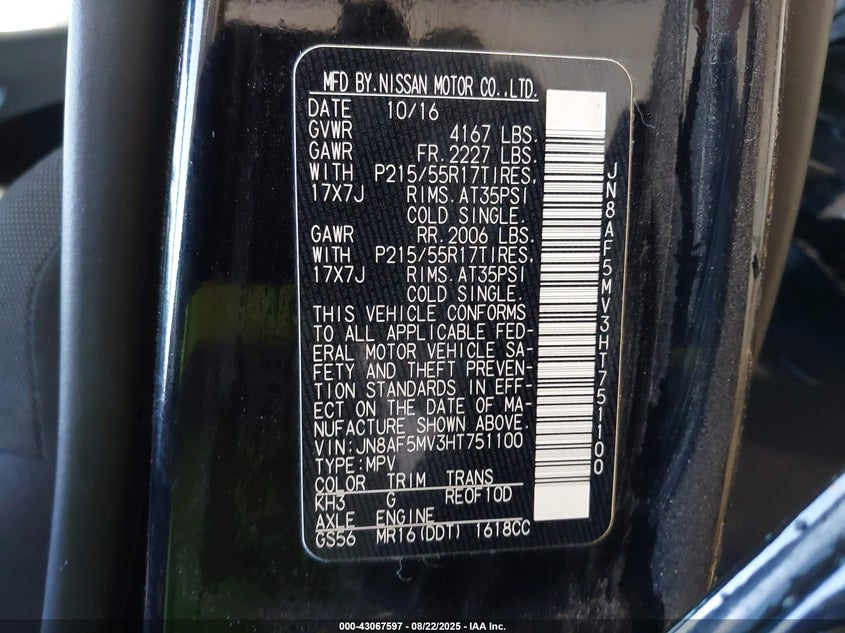 MFD BY.NISSAN MOTOR CO.,LTD.
DATE 10/16
GVWR 4167 LBS.
GAWR FR.2227 LBS.
WITH P215/55R17TIRES,
17X7J RIMS.AT35PSI
COLD SINGLE.
GAWR RR.2006 LBS.
WITH P215/55R17TIRES,
17X7J RIMS.AT35PSI
COLD SINGLE.
THIS VEHICLE CONFORMS
TO ALL APPLICABLE FED-
ERAL MOTOR VEHICLE SA-
FETY AND THEFT PREVEN-
TION STANDARDS IN EFF-
ECT ON THE DATE OF MA-
NUFACTURE SHOWN ABOVE.
VIN:JN8AF5MV3HT751100
TYPE:MPV
COLOR TRIM TRANS
KH3 G RE0F10D
AXLE ENGINE
GS56 MR16(DDT) 1618CC
JN8AF5MV3HT751100
000-43067597 - 08/22/2025 - IAA Inc.